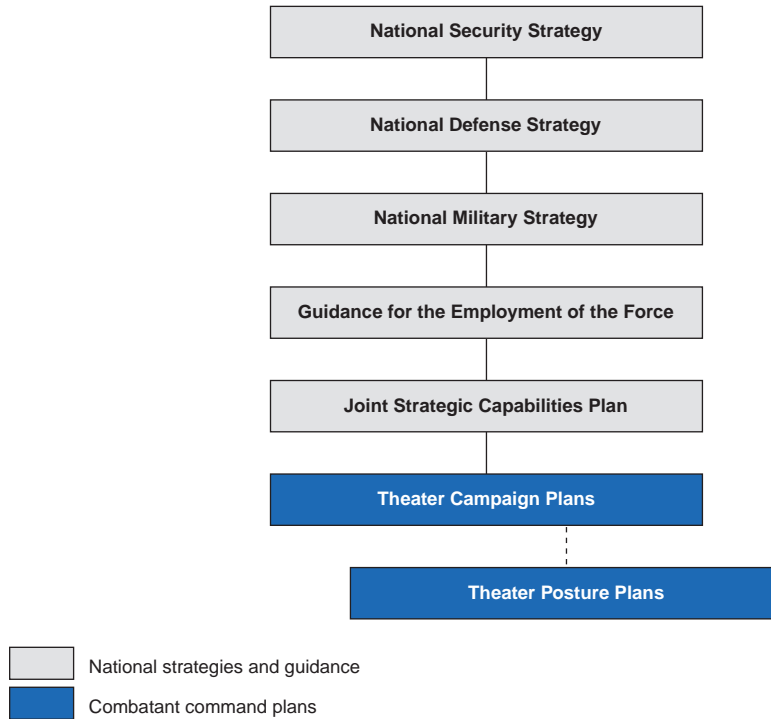 National Security Strategy
National Defense Strategy
National Military Strategy
Guidance for the Employment of the Force
Joint Strategic Capabilities Plan
Theater Campaign Plans
Theater Posture Plans
National strategies and guidance
Combatant command plans